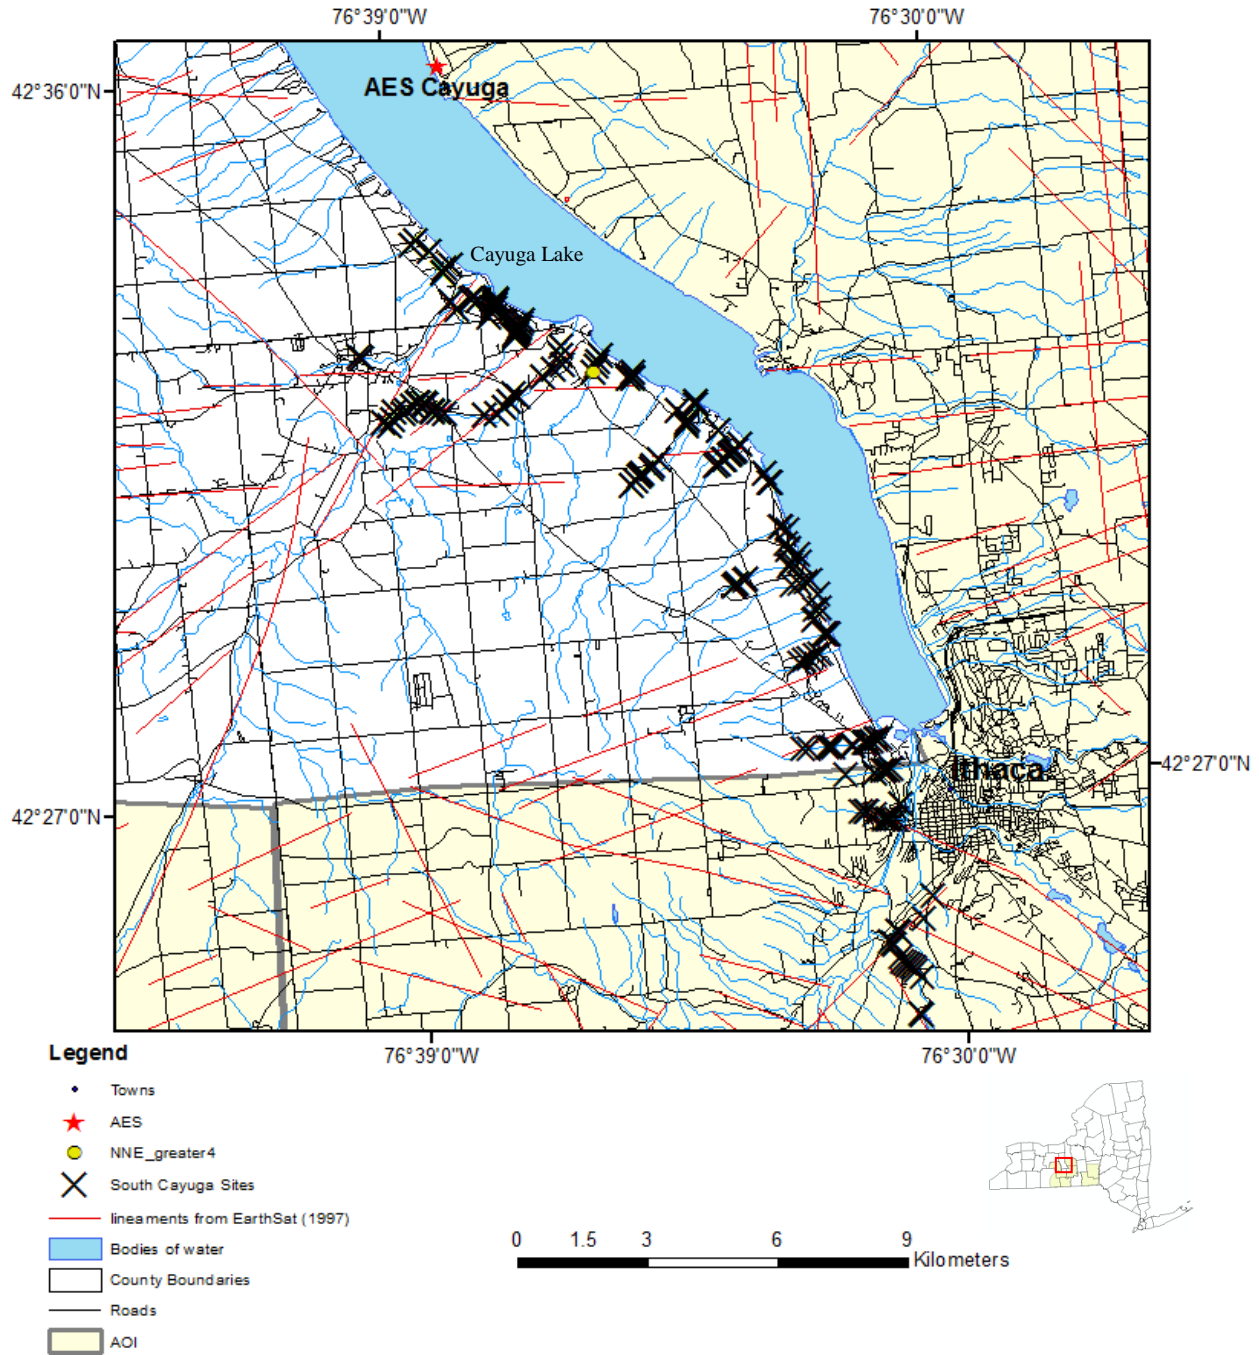 76°39'0"W 76°30'0"W
42°36'0"N
AES Cayuga
Cayuga Lake
Ithaca
42°27'0"N
42°27'0"N
76°39'0"W 76°30'0"W
Legend
Towns
AES
NNE_greater4
South Cayuga Sites
lineaments from EarthSat (1997)
Bodies of water
County Boundaries
Roads
AOI
0 1.5 3 6 9
Kilometers